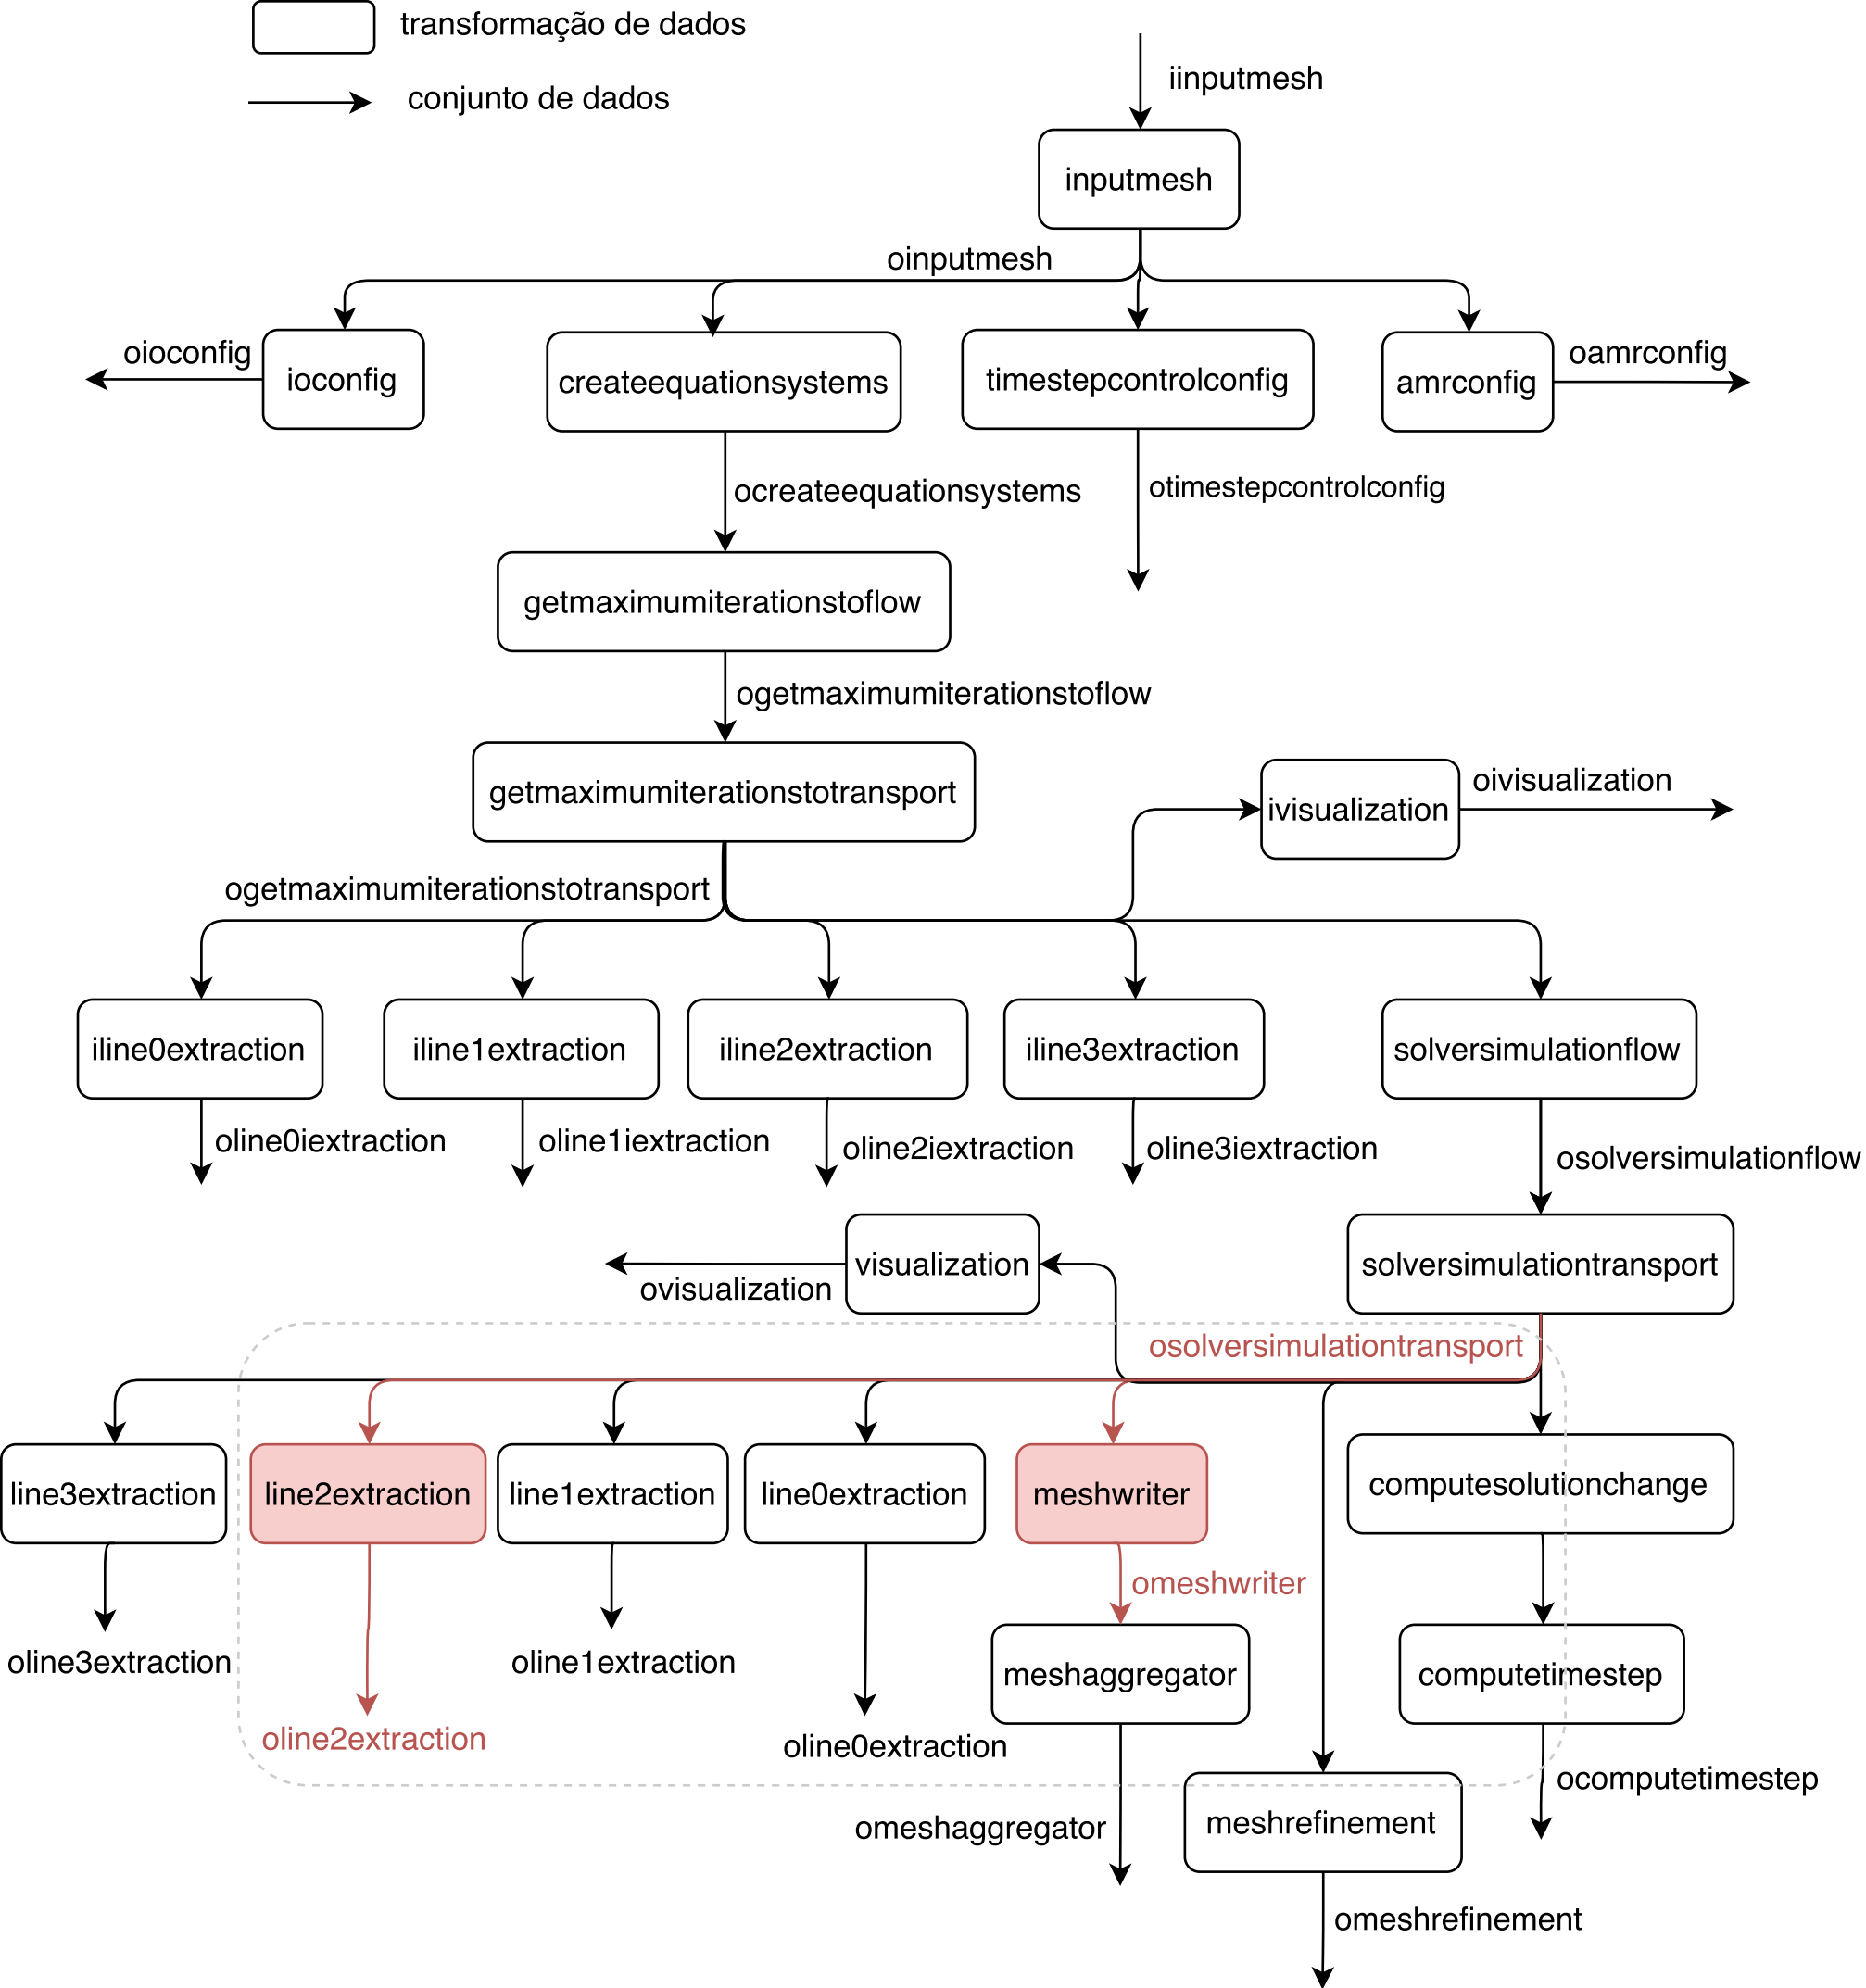 transformação de dados
conjunto de dados
iinputmesh
inputmesh
oinputmesh
oioconfig
ioconfig
createequationsystems
timestepcontrolconfig
amrconfig
oamrconfig
ocreateequationsystems
otimestepcontrolconfig
getmaximumiterationstoflow
ogetmaximumiterationstoflow
getmaximumiterationstotransport
ivisualization
oivisualization
ogetmaximumiterationstotransport
iline0extraction
iline1extraction
iline2extraction
iline3extraction
solversimulationflow
oline0iextraction
oline1iextraction
oline2iextraction
oline3iextraction
osolversimulationflow
visualization
ovisualization
solversimulationtransport
osolversimulationtransport
line3extraction
line2extraction
line1extraction
line0extraction
meshwriter
computesolutionchange
omeshwriter
oline3extraction
oline1extraction
meshaggregator
computetimestep
oline2extraction
oline0extraction
ocomputetimestep
omeshaggregator
meshrefinement
omeshrefinement